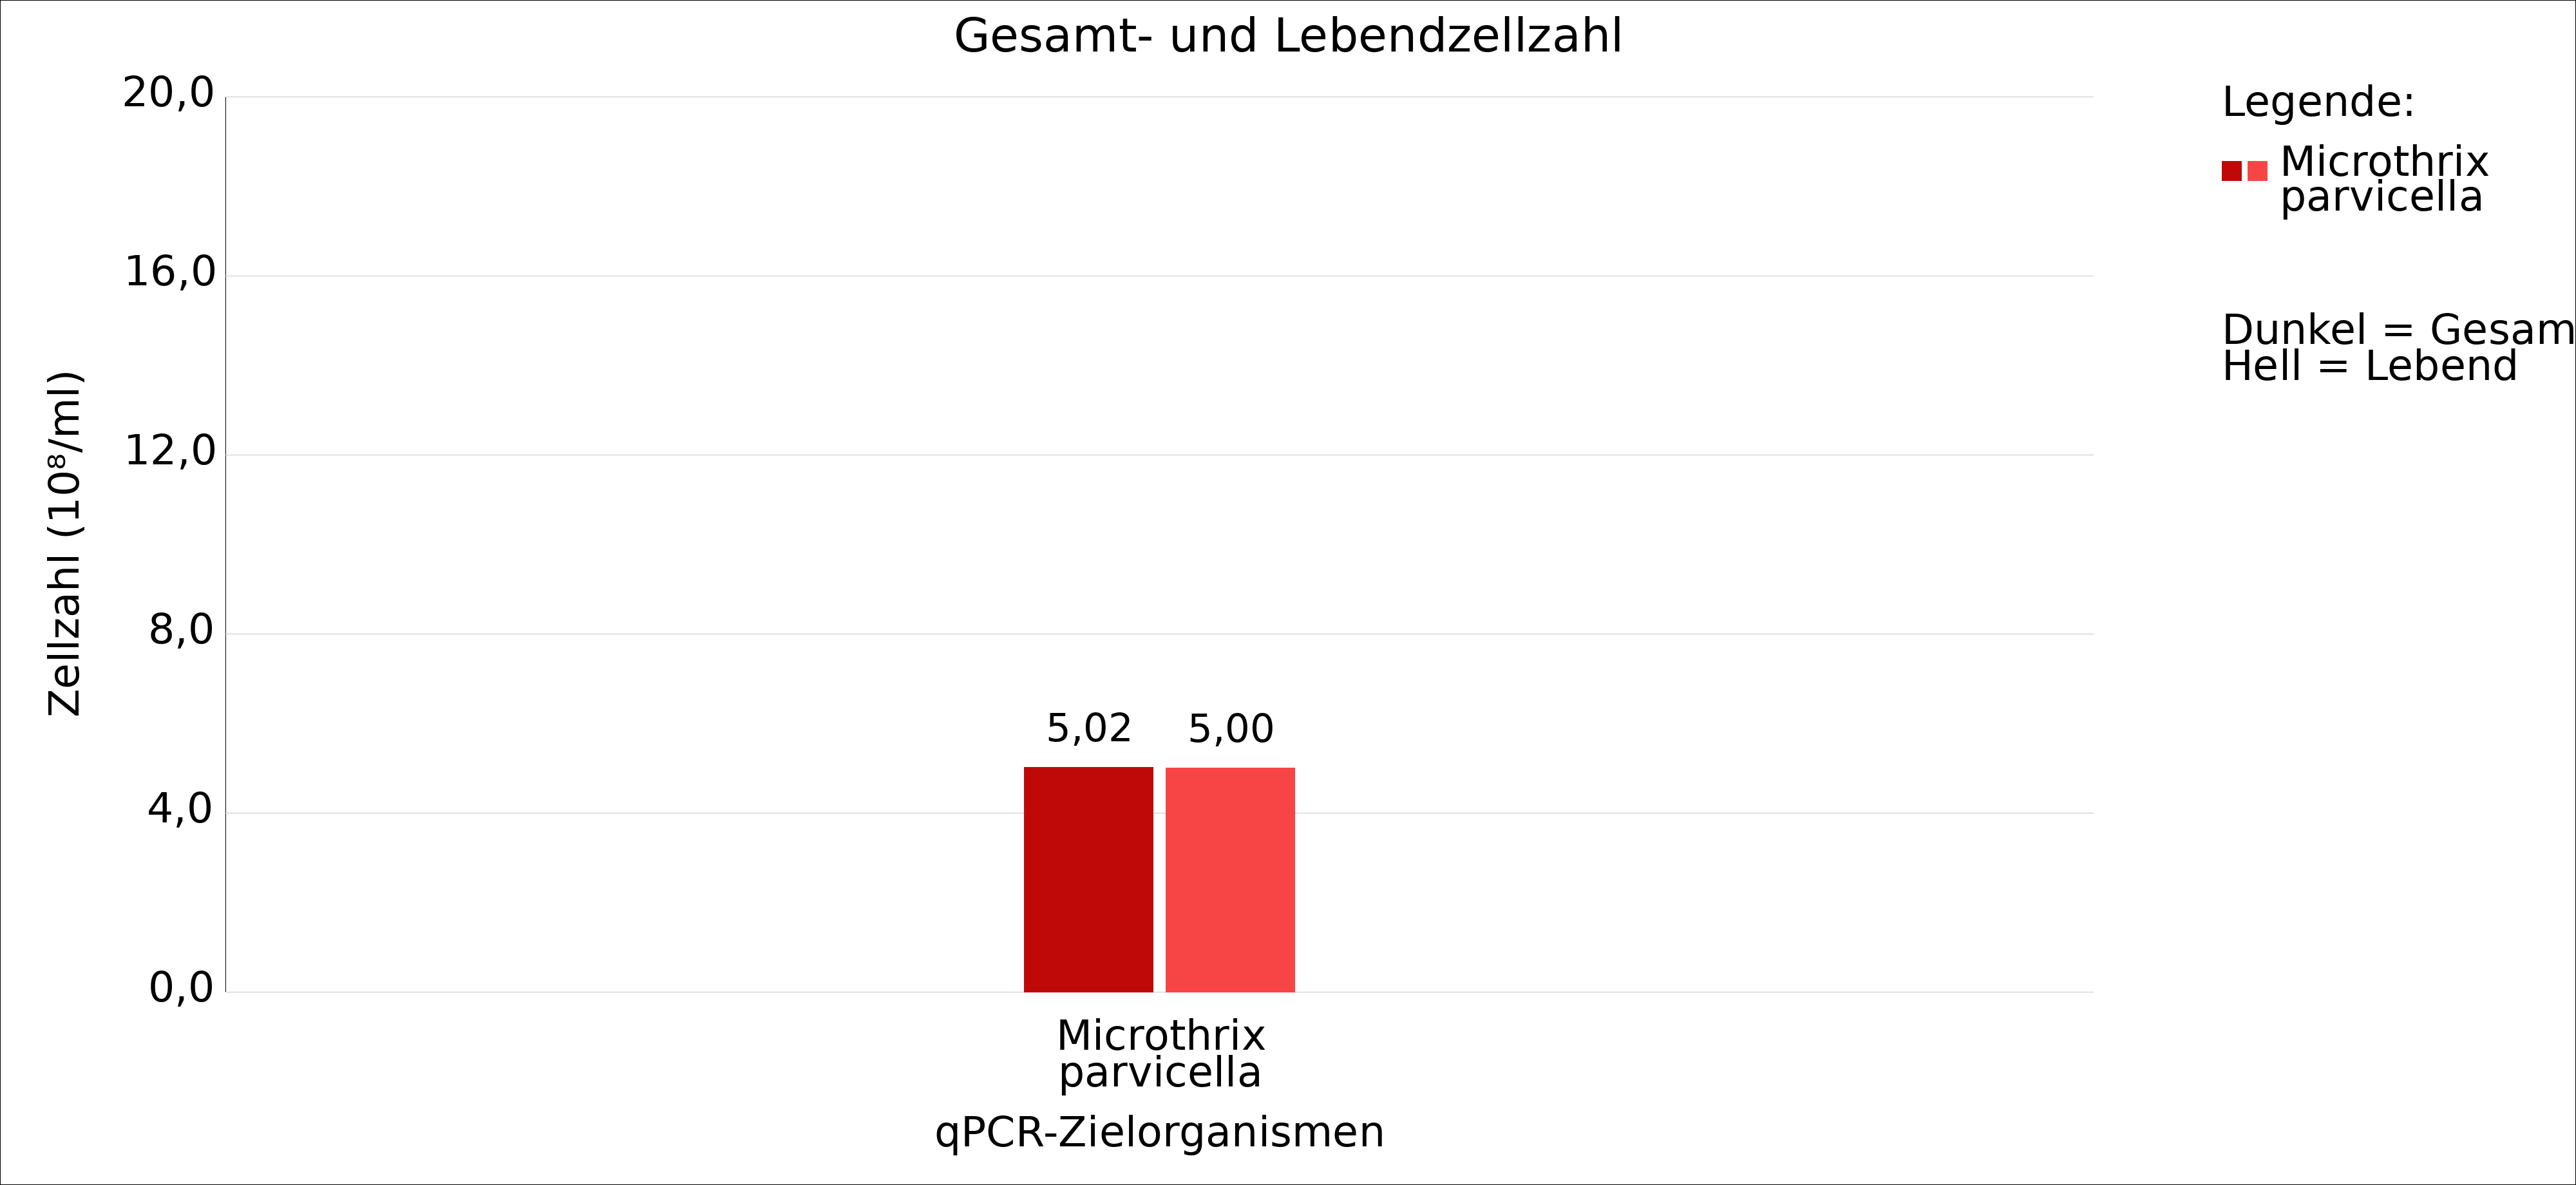 Gesamt- und Lebendzellzahl
Zellzahl (10⁸/ml)
20,0
16,0
12,0
8,0
4,0
0,0
5,02
5,00
Microthrix
parvicella
qPCR-Zielorganismen
Legende:
Microthrix
parvicella
Dunkel = Gesam
Hell = Lebend